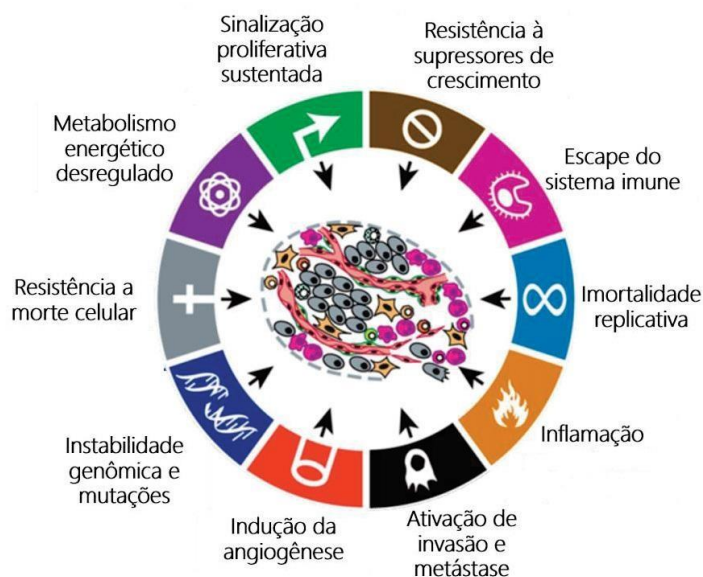 Sinalização
proliferativa
sustentada
Resistência à
supressores de
crescimento
Escape do
sistema imune
Imortalidade
replicativa
Inflamação
Ativação de
invasão e
metástase
Indução da
angiogênese
Instabilidade
genômica e
mutações
Resistência a
morte celular
Metabolismo
energético
desregulado